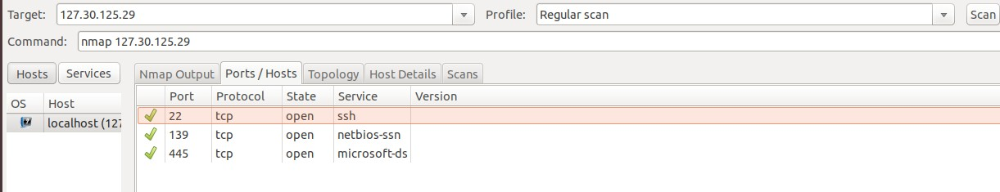 Target: 127.30.125.29 Profile: Regular scan Scan
Command: nmap 127.30.125.29
Hosts Services Nmap Output Ports / Hosts Topology Host Details Scans
OS Host Port Protocol State Service Version
22 tcp open ssh
localhost (127 139 tcp open netbios-ssn
445 tcp open microsoft-ds